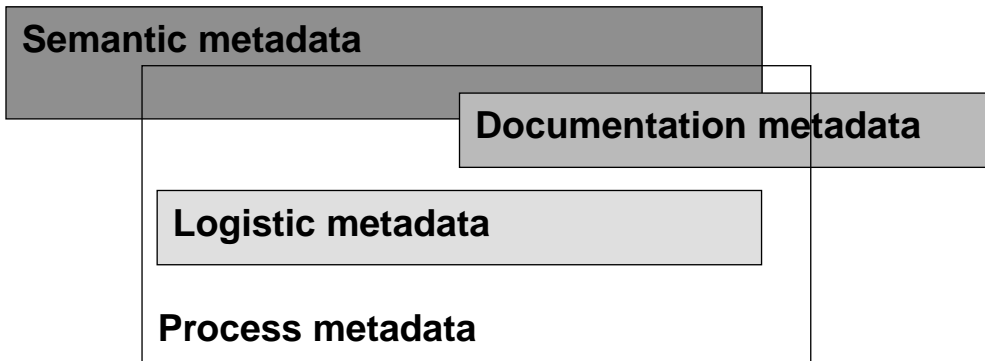 Semantic metadata
Documentation metadata
Logistic metadata
Process metadata